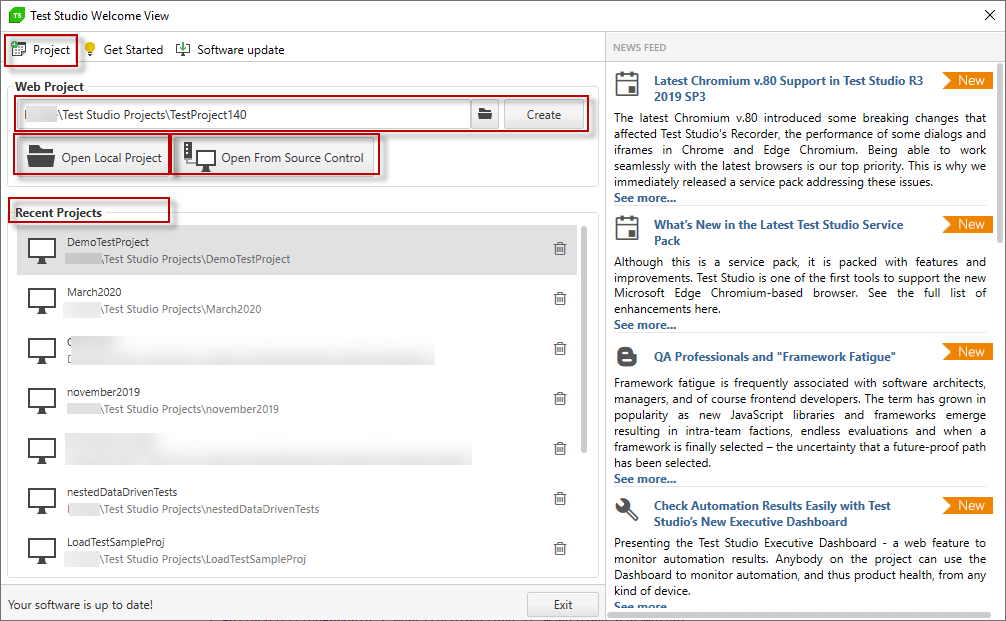 TS Test Studio Welcome View
Project Get Started Software update
Web Project
\Test Studio Projects\TestProject140
Create
Open Local Project Open From Source Control
Recent Projects
DemoTestProject
\Test Studio Projects\DemoTestProject
March2020
\Test Studio Projects\March2020
november2019
\Test Studio Projects\november2019
nestedDataDrivenTests
\Test Studio Projects\nestedDataDrivenTests
LoadTestSampleProj
\Test Studio Projects\LoadTestSampleProj
Your software is up to date!
Exit
NEWS FEED
Latest Chromium v.80 Support in Test Studio R3
2019 SP3
New
The latest Chromium v.80 introduced some breaking changes that
affected Test Studio's Recorder, the performance of some dialogs and
iframes in Chrome and Edge Chromium. Being able to work
seamlessly with the latest browsers is our top priority. This is why we
immediately released a service pack addressing these issues.
See more...
What's New in the Latest Test Studio Service
Pack
New
Although this is a service pack, it is packed with features and
improvements. Test Studio is one of the first tools to support the new
Microsoft Edge Chromium-based browser. See the full list of
enhancements here.
See more...
QA Professionals and "Framework Fatigue"
New
Framework fatigue is frequently associated with software architects,
managers, and of course frontend developers. The term has grown in
popularity as new JavaScript libraries and frameworks emerge
resulting in intra-team factions, endless evaluations and when a
framework is finally selected – the uncertainty that a future-proof path
has been selected.
See more...
Check Automation Results Easily with Test
Studio's New Executive Dashboard
New
Presenting the Test Studio Executive Dashboard - a web feature to
monitor automation results. Anybody on the project can use the
Dashboard to monitor automation, and thus product health, from any
kind of device.
See more